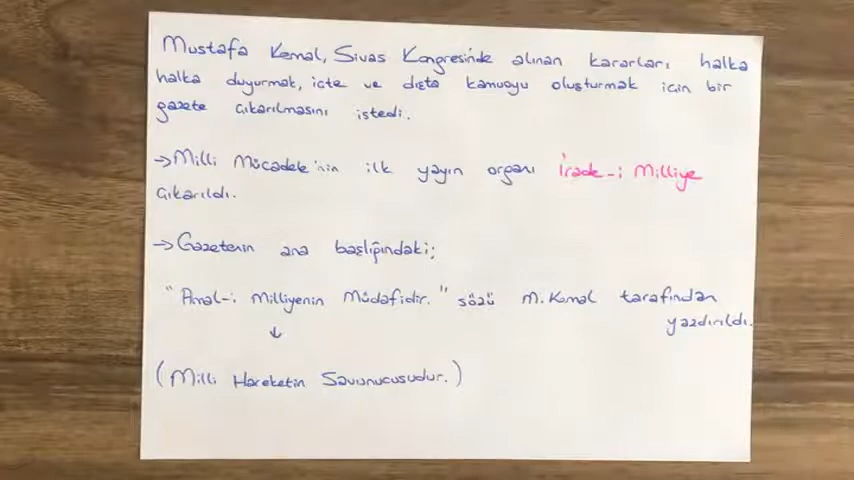 Mustafa Kemal, Sivas Kongresinde alınan kararları halka
halka duyurmak, içte ve dışta kamuoyu oluşturmak için bir
gazete çıkarılmasını istedi.
→Milli Mücadele'nin ilk yayın organı İrade-i Milliye
çıkarıldı.
→Gazetenin ana başlığındaki;
"Amal-i Milliyenin Müdafidir." sözü M.Kemal tarafından
yazdırıldı.
↓
(Milli Hareketin Savunucusudur.)